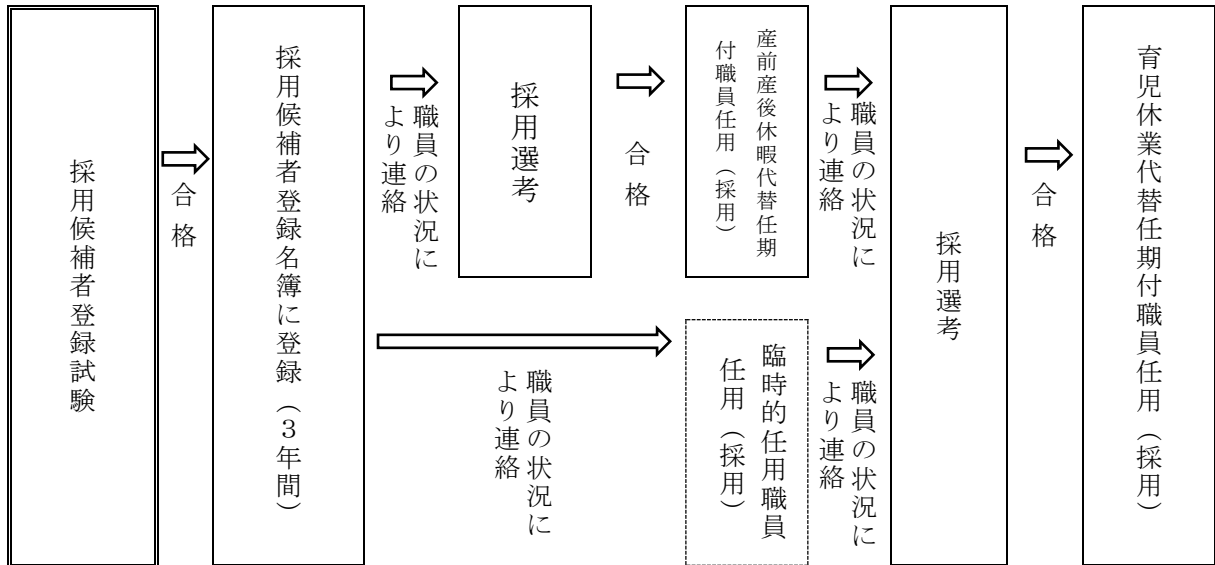 採用候補者登録試験
合格
採用候補者登録名簿に登録（３年間）
職員の状況に
より連絡
採用選考
合格
産前産後休暇代替任期
付職員任用（採用）
職員の状況に
より連絡
職員の状況に
より連絡
臨時的任用職員
任用（採用）
職員の状況に
より連絡
採用選考
合格
育児休業代替任期付職員任用（採用）